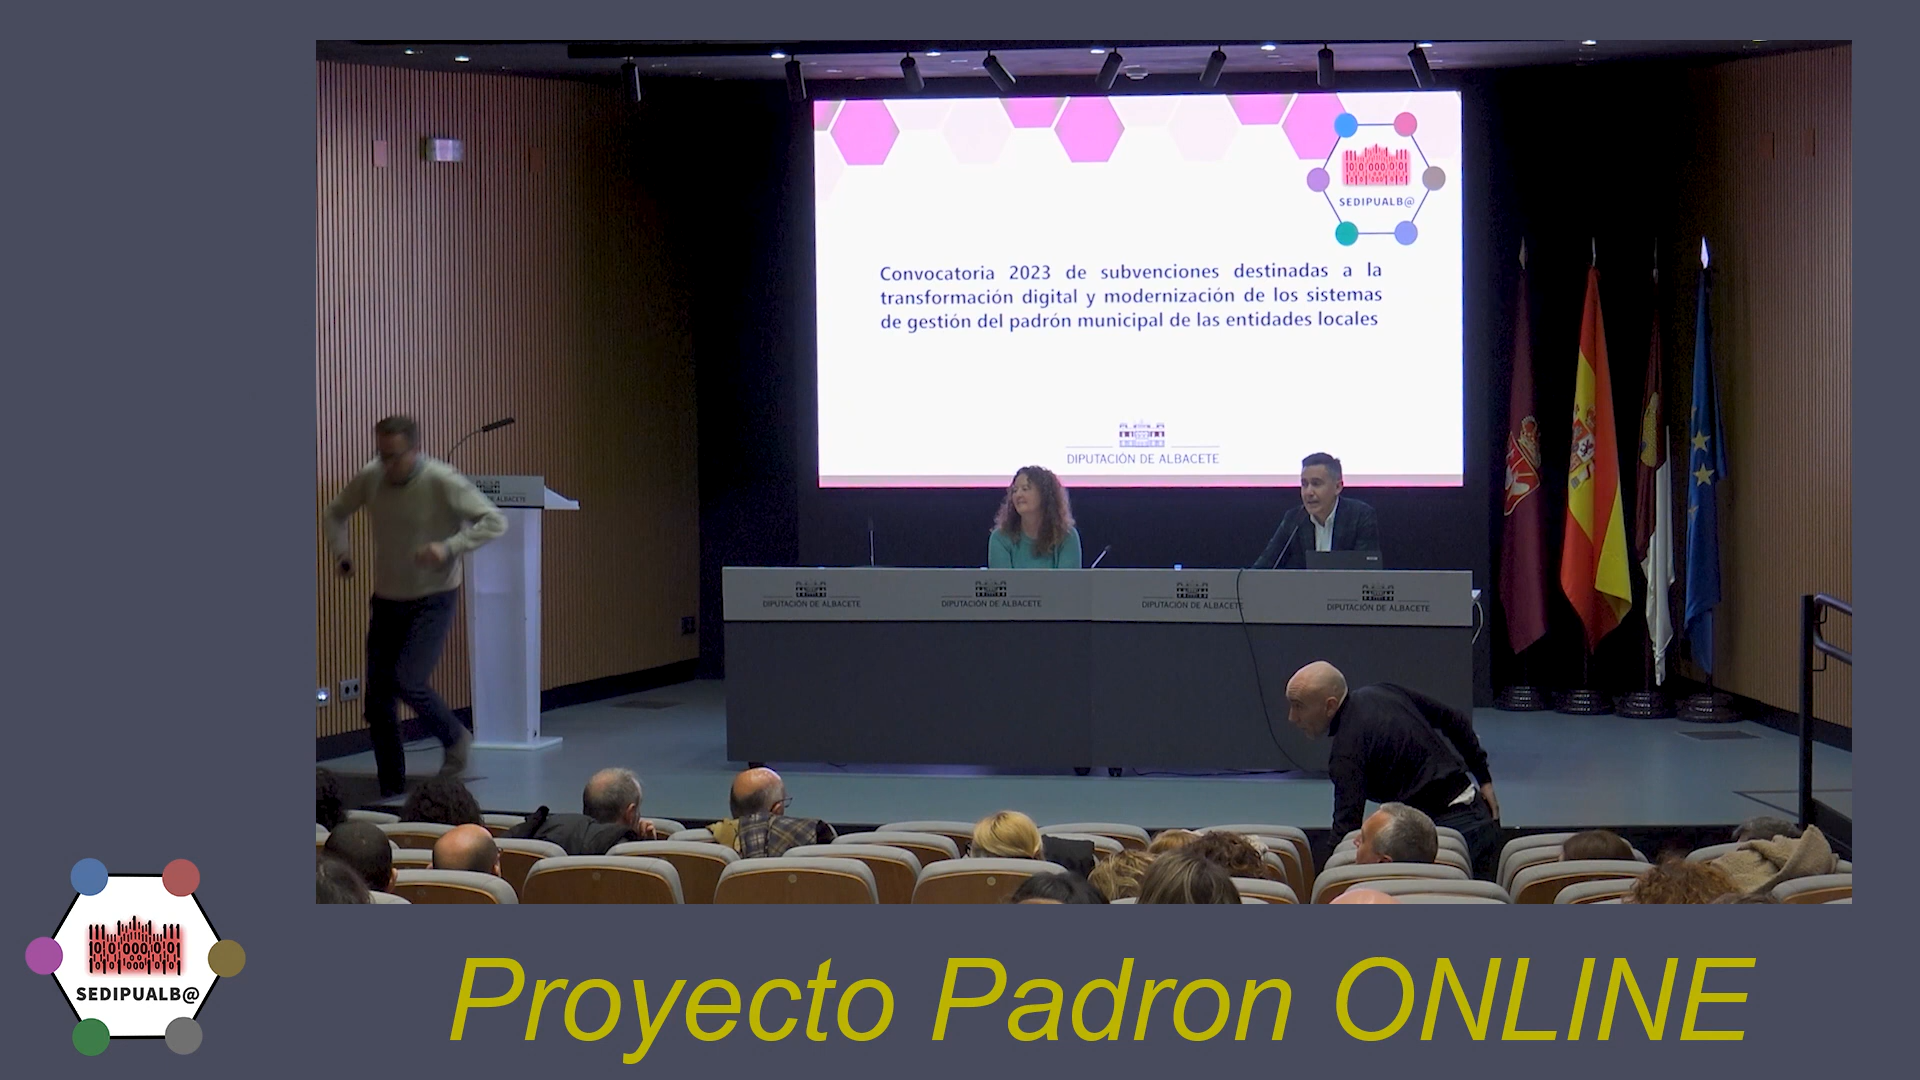 SEDIPUALB@
Convocatoria 2023 de subvenciones destinadas a la
transformación digital y modernización de los sistemas
de gestión del padrón municipal de las entidades locales
DIPUTACIÓN DE ALBACETE
DE ALBACETE
DIPUTACIÓN DE ALBACETE
DIPUTACIÓN DE ALBACETE
DIPUTACIÓN DE ALBACETE
DIPUTACIÓN DE ALBACETE
SEDIPUALB@
Proyecto Padron ONLINE